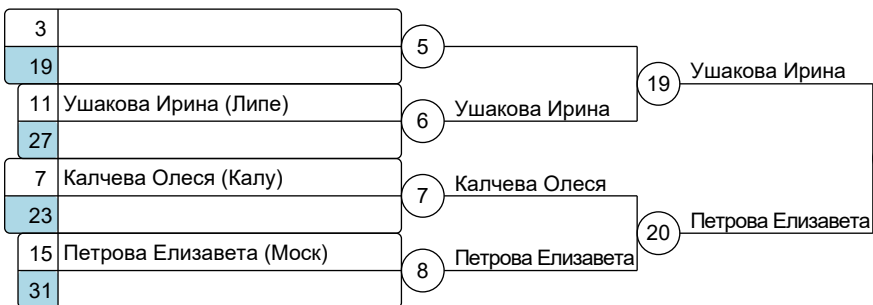 3
5
19
Ушакова Ирина
19
11 Ушакова Ирина (Липе)
6
Ушакова Ирина
27
7 Калчева Олеся (Калу)
7
Калчева Олеся
23
20
Петрова Елизавета
15 Петрова Елизавета (Моск)
8
Петрова Елизавета
31